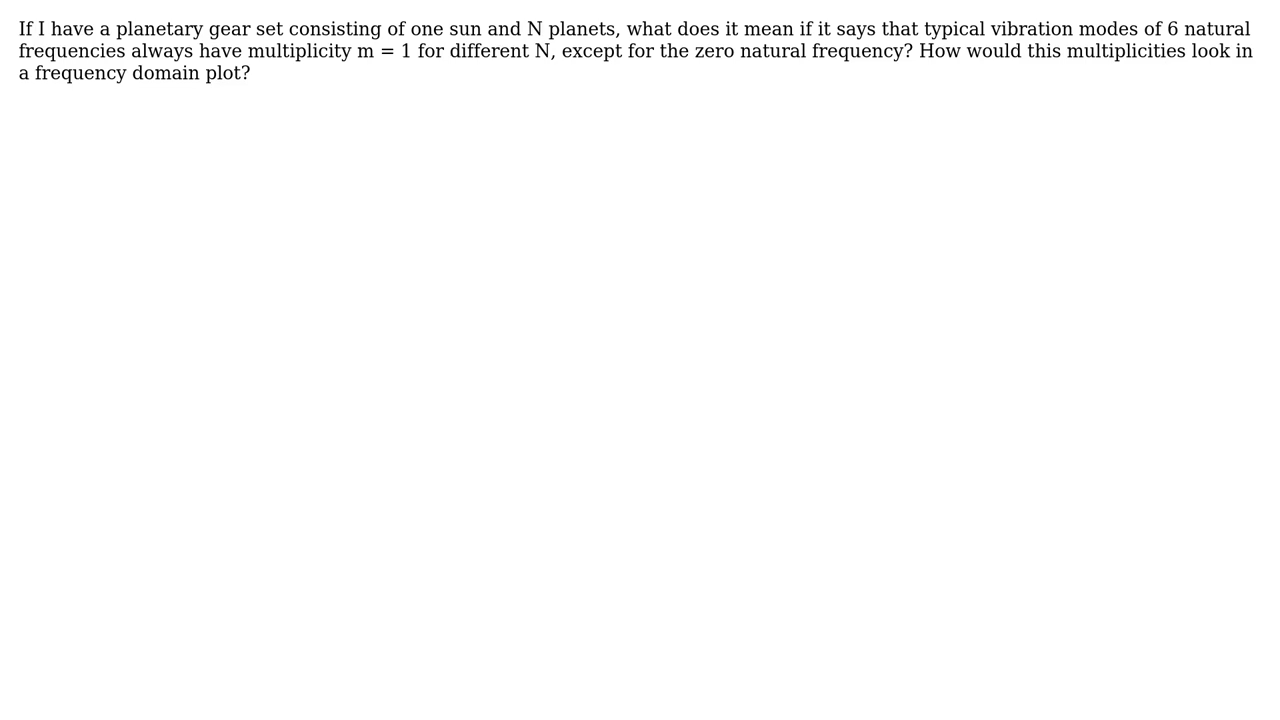 If I have a planetary gear set consisting of one sun and N planets, what does it mean if it says that typical vibration modes of 6 natural
frequencies always have multiplicity m = 1 for different N, except for the zero natural frequency? How would this multiplicities look in
a frequency domain plot?